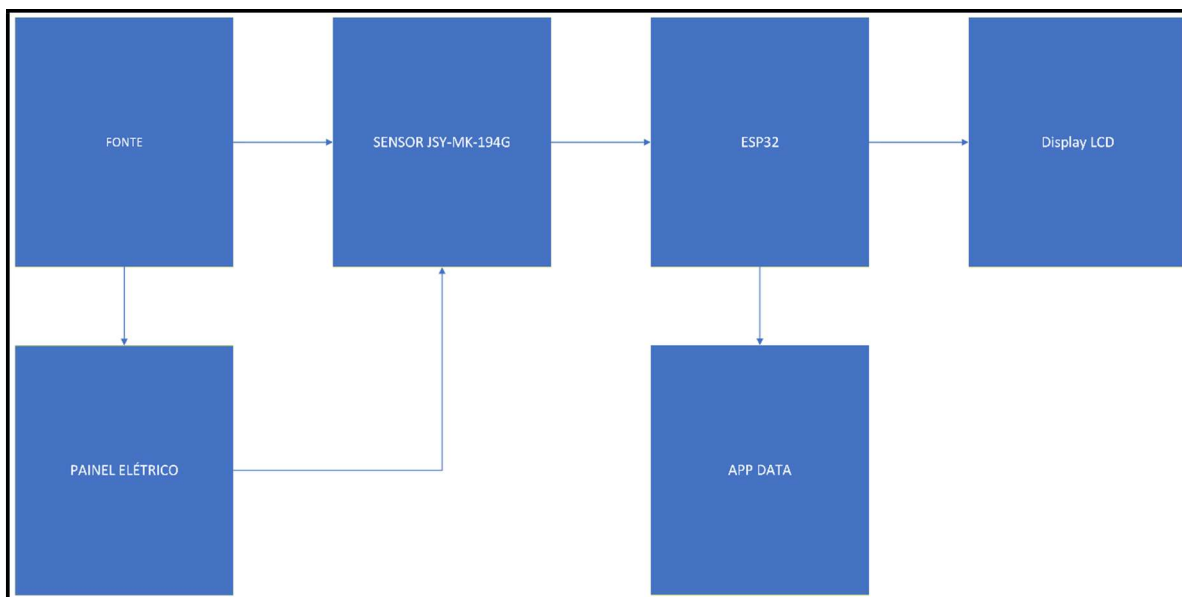 FONTE
SENSOR JSY-MK-194G
ESP32
Display LCD
PAINEL ELÉTRICO
APP DATA